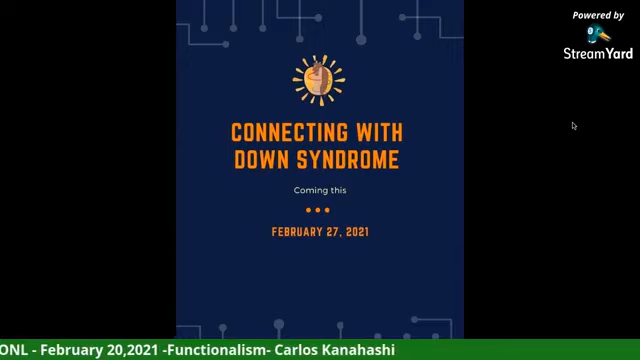 Powered by
StreamYard
CONNECTING WITH
DOWN SYNDROME
Coming this
FEBRUARY 27, 2021
ONL - February 20,2021 -Functionalism- Carlos Kanahashi